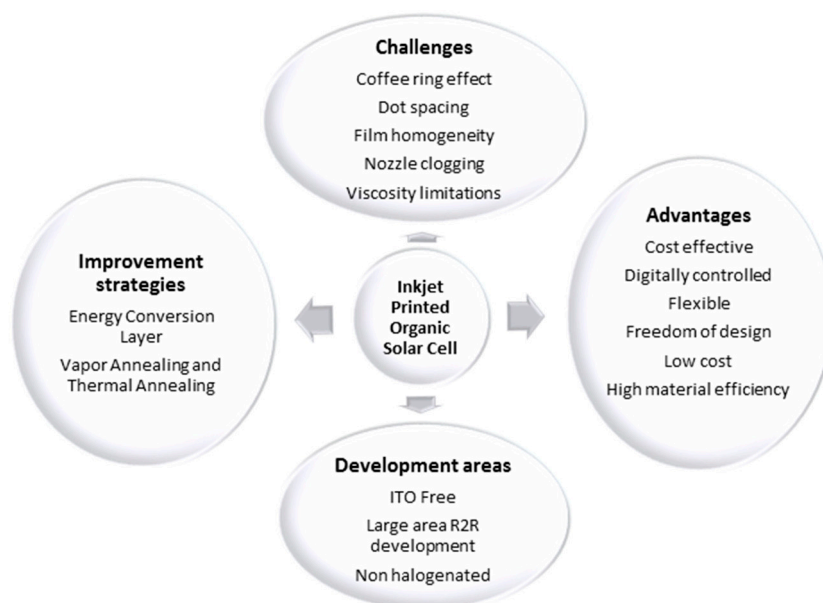 Challenges
Coffee ring effect
Dot spacing
Film homogeneity
Nozzle clogging
Viscosity limitations
Improvement
strategies
Energy Conversion
Layer
Vapor Annealing and
Thermal Annealing
Inkjet
Printed
Organic
Solar Cell
Advantages
Cost effective
Digitally controlled
Flexible
Freedom of design
Low cost
High material efficiency
Development areas
ITO Free
Large area R2R
development
Non halogenated